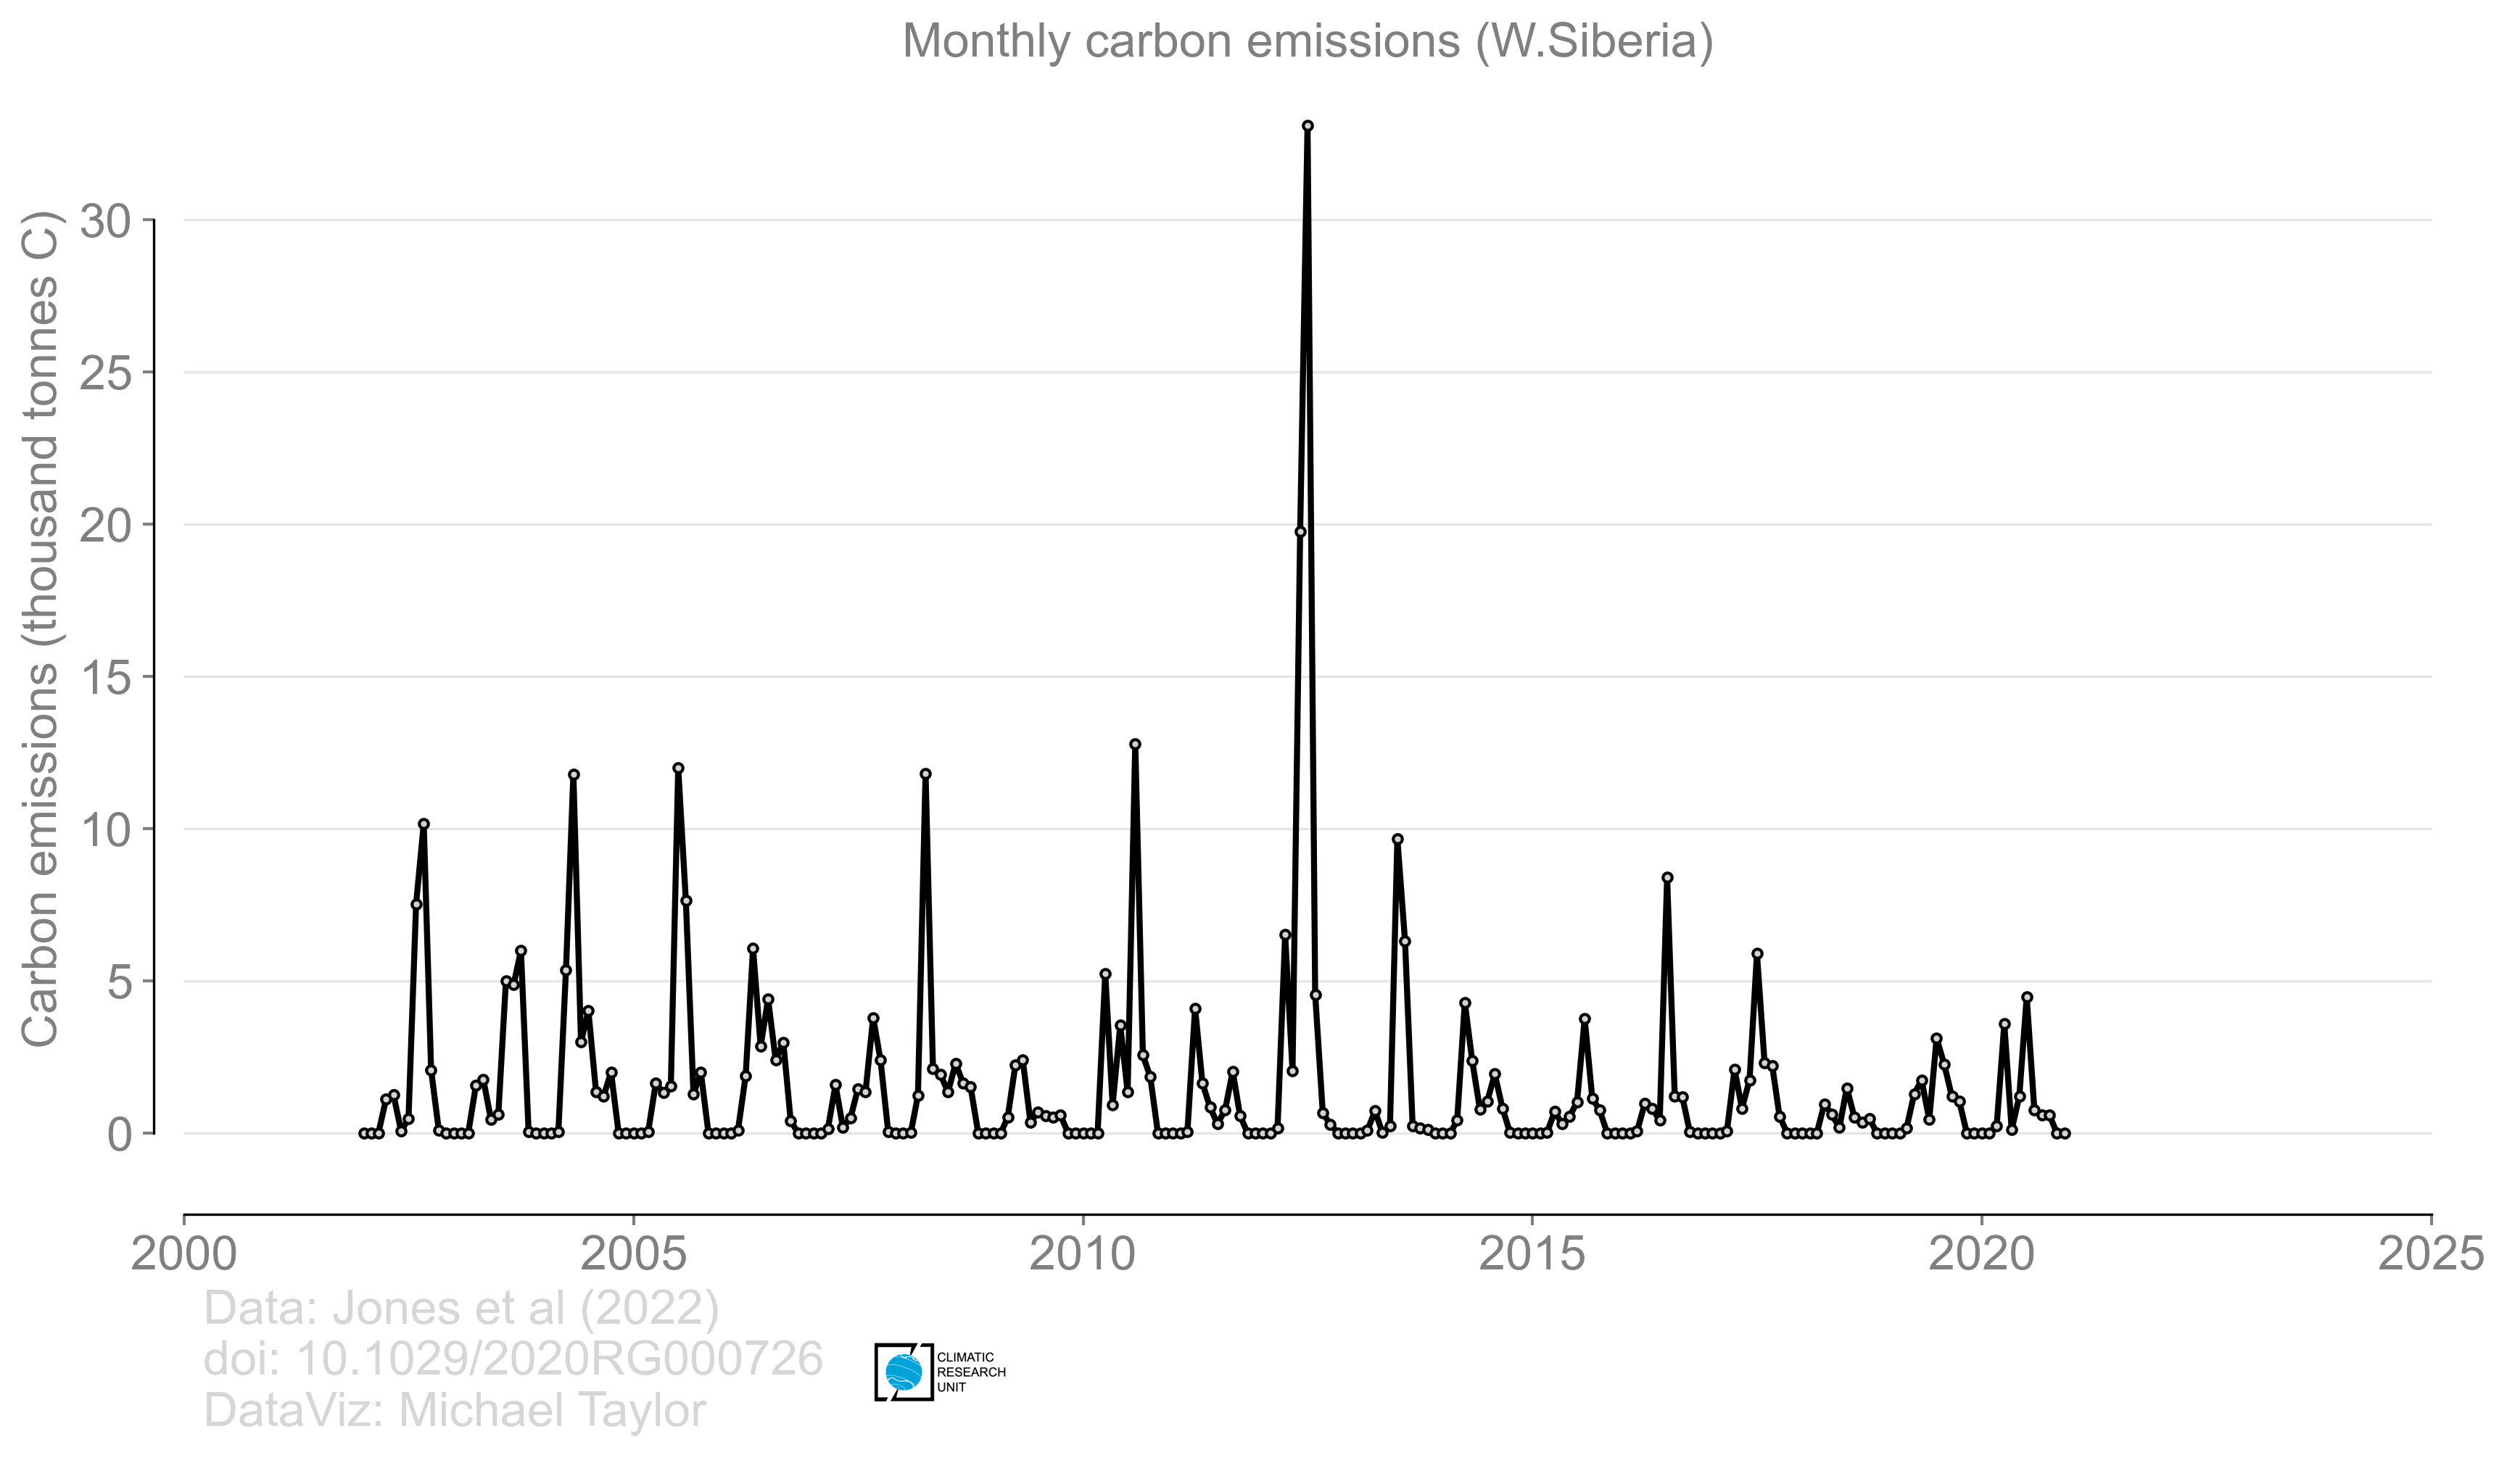 Monthly carbon emissions (W.Siberia)
Carbon emissions (thousand tonnes C)
30
25
20
15
10
5
0
2000 2005 2010 2015 2020 2025
Data: Jones et al (2022)
doi: 10.1029/2020RG000726
DataViz: Michael Taylor
CLIMATIC
RESEARCH
UNIT